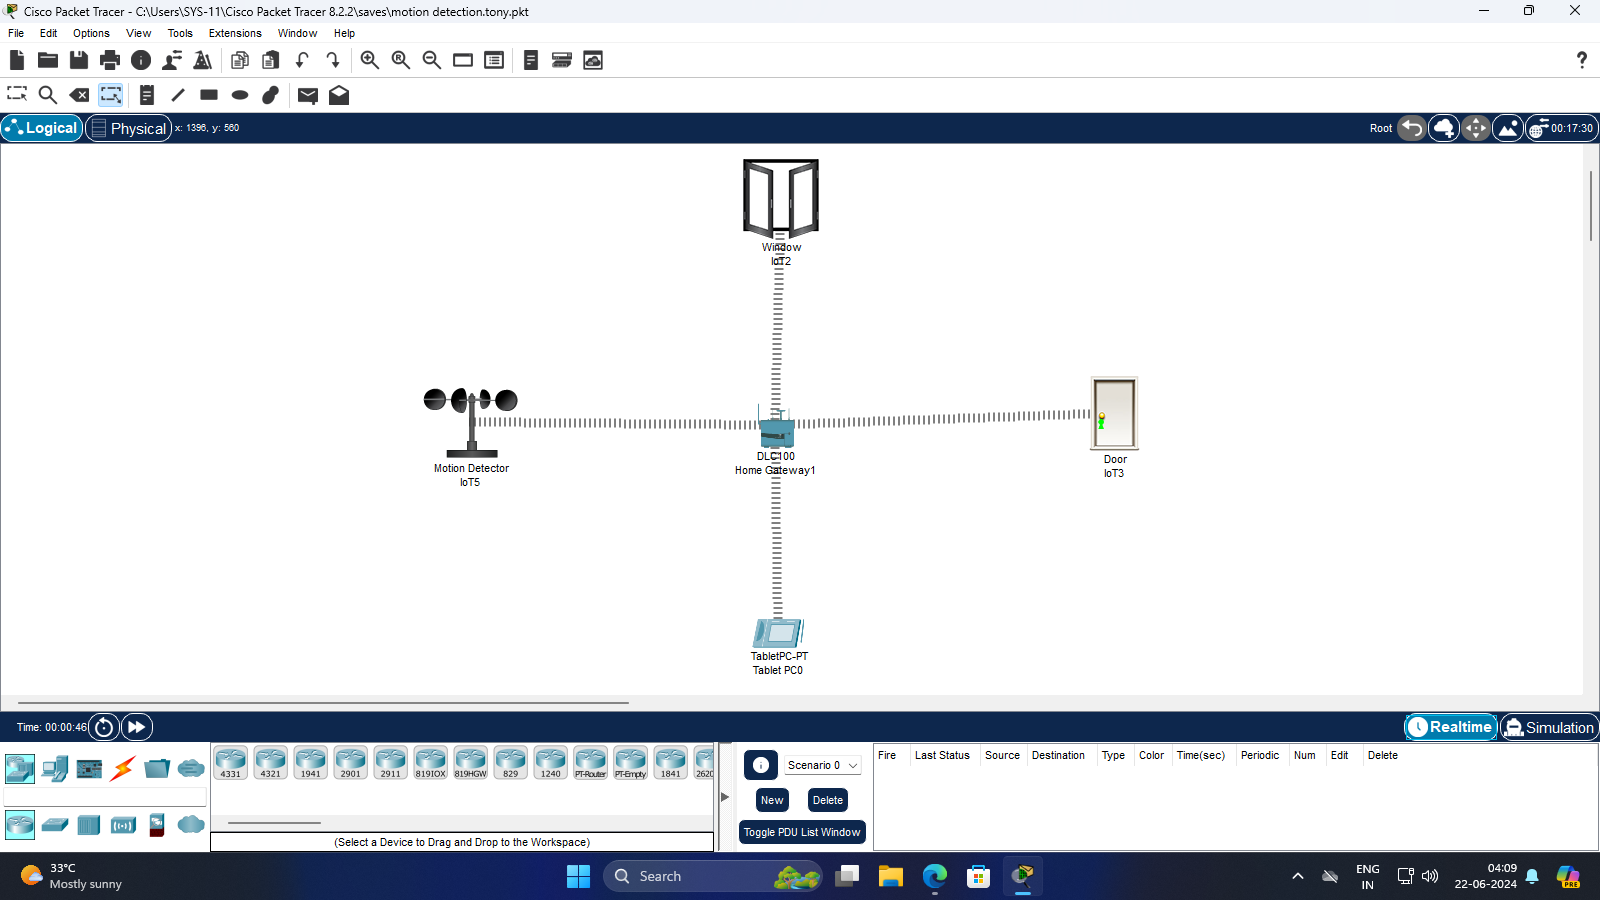 Cisco Packet Tracer - C:\Users\SYS-11\Cisco Packet Tracer 8.2.2\saves\motion detection.tony.pkt
File Edit Options View Tools Extensions Window Help
Logical Physical x: 1396, y: 560 Root 00:17:30
Window
IoT2
Motion Detector
IoT5
DLC100
Home Gateway1
Door
IoT3
TabletPC-PT
Tablet PC0
Time: 00:00:46 Realtime Simulation
4331 4321 1941 2901 2911 819IOX 819HGW 829 1240 PT-Router PT-Empty 1841 2620
(Select a Device to Drag and Drop to the Workspace)
Scenario 0
New Delete
Toggle PDU List Window
Fire Last Status Source Destination Type Color Time(sec) Periodic Num Edit Delete
33°C
Mostly sunny
Search
ENG
IN
04:09
22-06-2024
PRE